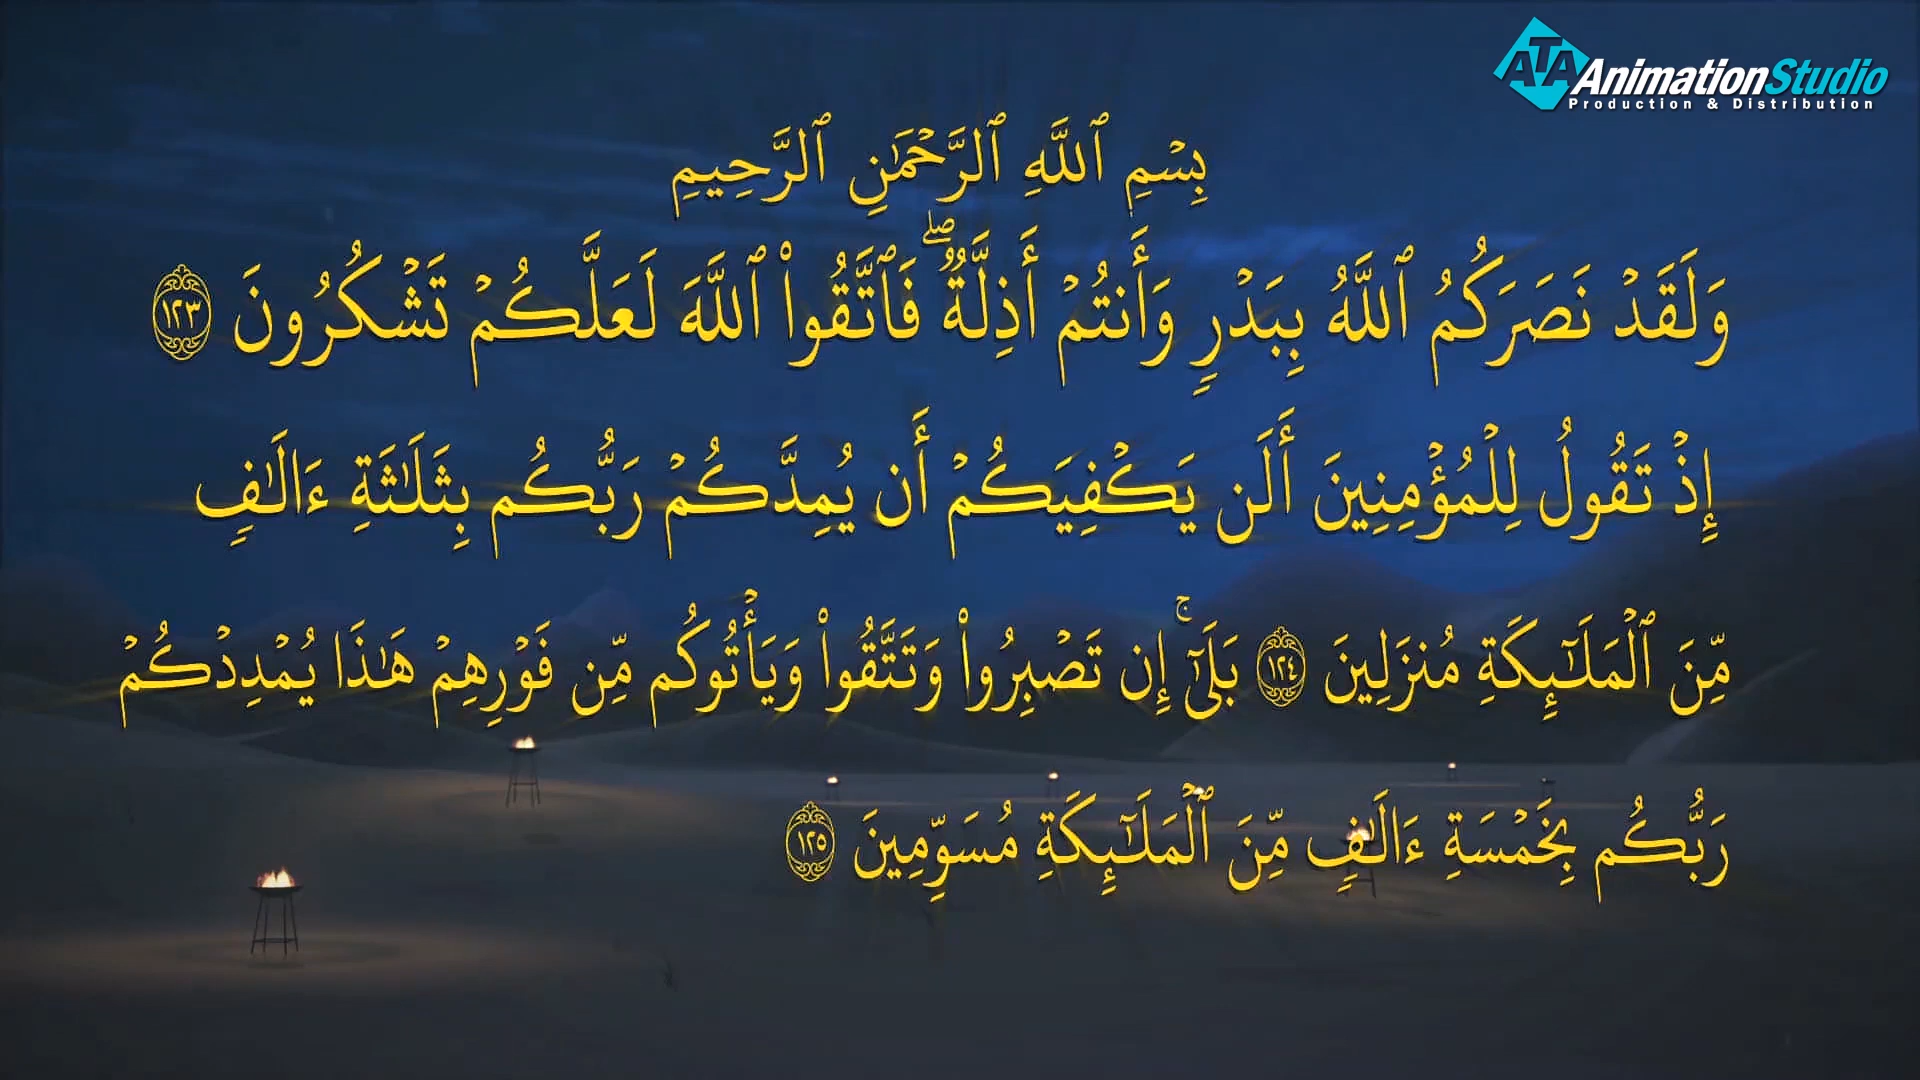 ATA AnimationStudio
Production & Distribution
بِسْمِ ٱللَّهِ ٱلرَّحْمَٰنِ ٱلرَّحِيمِ
وَلَقَدْ نَصَرَكُمُ ٱللَّهُ بِبَدْرٍ وَأَنتُمْ أَذِلَّةٌ ۖ فَٱتَّقُوا۟ ٱللَّهَ لَعَلَّكُمْ تَشْكُرُونَ ١٢٣
إِذْ تَقُولُ لِلْمُؤْمِنِينَ أَلَن يَكْفِيَكُمْ أَن يُمِدَّكُمْ رَبُّكُم بِثَلَٰثَةِ ءَالَٰفٍ
مِّنَ ٱلْمَلَٰٓئِكَةِ مُنزَلِينَ ١٢٤ بَلَىٰٓ ۚ إِن تَصْبِرُوا۟ وَتَتَّقُوا۟ وَيَأْتُوكُم مِّن فَوْرِهِمْ هَٰذَا يُمْدِدْكُمْ
رَبُّكُم بِخَمْسَةِ ءَالَٰفٍ مِّنَ ٱلْمَلَٰٓئِكَةِ مُسَوِّمِينَ ١٢٥